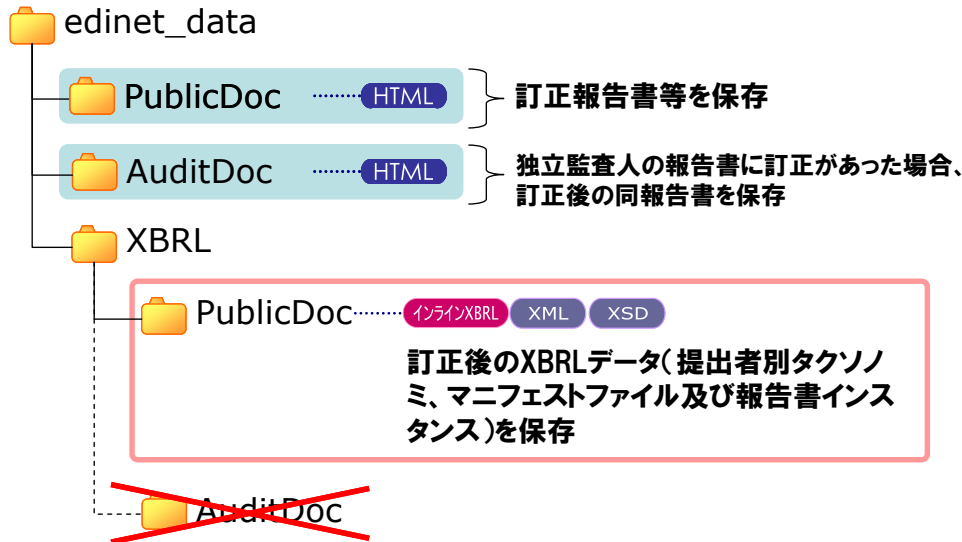 edinet_data
PublicDoc HTML 訂正報告書等を保存
AuditDoc HTML 独立監査人の報告書に訂正があった場合、
訂正後の同報告書を保存
XBRL
PublicDoc インラインXBRL XML XSD
訂正後のXBRLデータ(提出者別タクソノ
ミ、マニフェストファイル及び報告書インス
タンス)を保存
AuditDoc